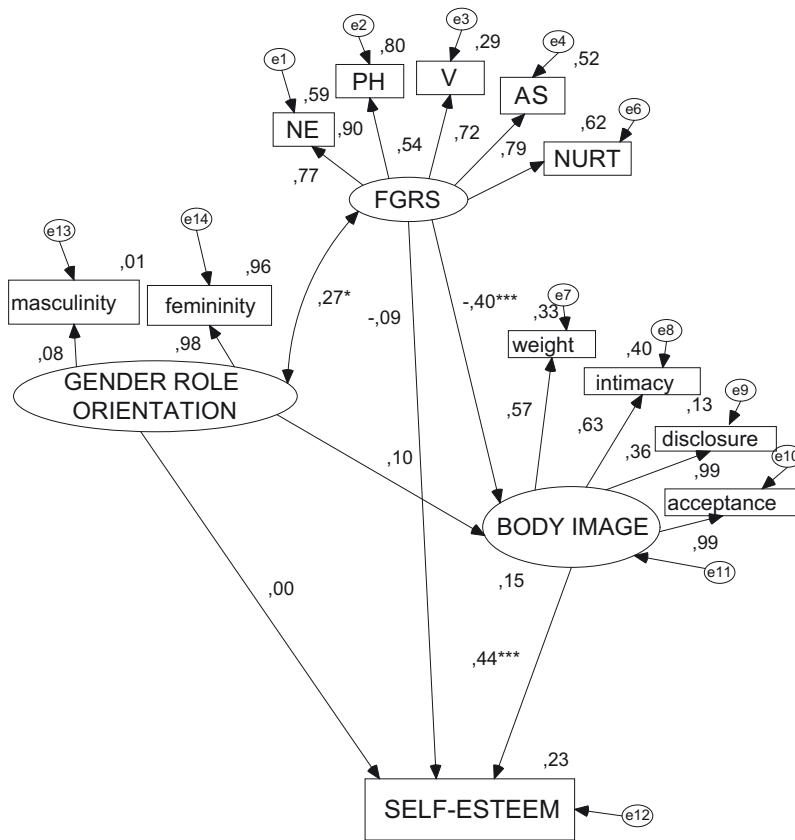 e1
e2
e3
e4
,80
,29
,52
PH
V
AS
,59
NE
,90
,62
e6
NURT
,54
,72
,79
,77
FGRS
e13
e14
,01
,96
masculinity
femininity
,08
,98
,27*
-,09
-,40***
GENDER ROLE
ORIENTATION
e7
,33
weight
e8
,40
intimacy
,13
e9
disclosure
,57
,63
,36
,99
e10
acceptance
,10
BODY IMAGE
,99
,15
e11
,00
,44***
,23
SELF-ESTEEM
e12